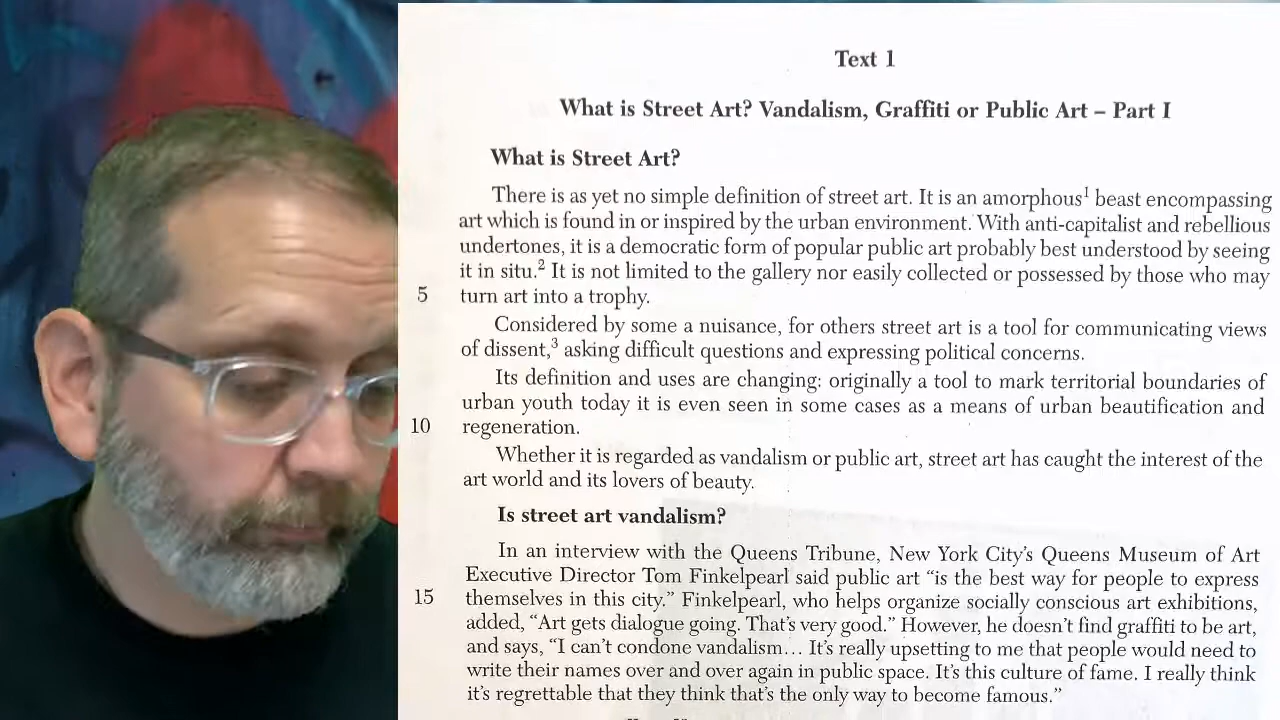 Text 1
What is Street Art? Vandalism, Graffiti or Public Art – Part I
What is Street Art?
There is as yet no simple definition of street art. It is an amorphous¹ beast encompassing
art which is found in or inspired by the urban environment. With anti-capitalist and rebellious
undertones, it is a democratic form of popular public art probably best understood by seeing
it in situ.² It is not limited to the gallery nor easily collected or possessed by those who may
5 turn art into a trophy.
Considered by some a nuisance, for others street art is a tool for communicating views
of dissent,³ asking difficult questions and expressing political concerns.
Its definition and uses are changing: originally a tool to mark territorial boundaries of
urban youth today it is even seen in some cases as a means of urban beautification and
10 regeneration.
Whether it is regarded as vandalism or public art, street art has caught the interest of the
art world and its lovers of beauty.
Is street art vandalism?
In an interview with the Queens Tribune, New York City's Queens Museum of Art
Executive Director Tom Finkelpearl said public art “is the best way for people to express
15 themselves in this city.” Finkelpearl, who helps organize socially conscious art exhibitions,
added, “Art gets dialogue going. That's very good.” However, he doesn't find graffiti to be art,
and says, “I can't condone vandalism… It's really upsetting to me that people would need to
write their names over and over again in public space. It's this culture of fame. I really think
it's regrettable that they think that's the only way to become famous.”